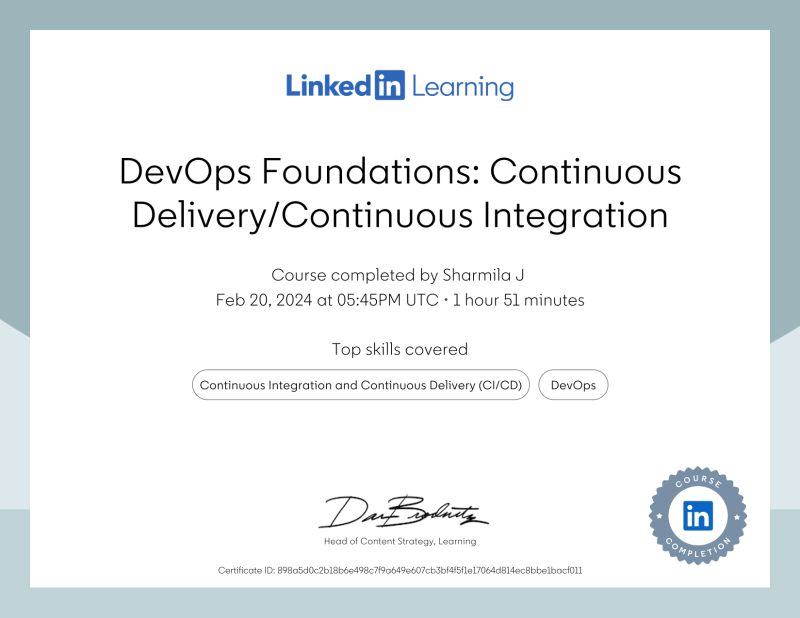 Linked in Learning
DevOps Foundations: Continuous
Delivery/Continuous Integration
Course completed by Sharmila J
Feb 20, 2024 at 05:45PM UTC • 1 hour 51 minutes
Top skills covered
Continuous Integration and Continuous Delivery (CI/CD) DevOps
Head of Content Strategy, Learning
COURSE
in
COMPLETION
Certificate ID: 898a5d0c2b18b6e498c7f9a649e607cb3bf4f5f1e17064d814ec8bbe1bacf011